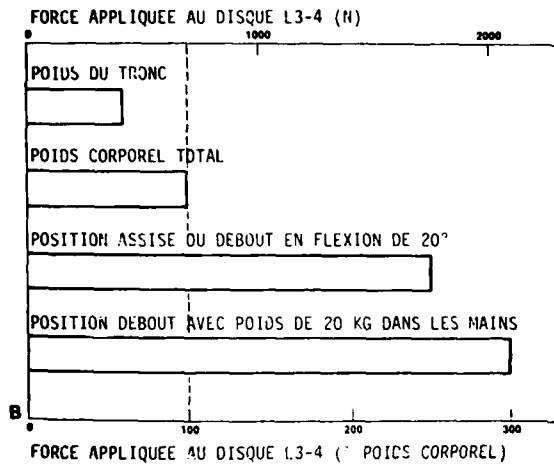 FORCE APPLIQUEE AU DISQUE L3-4 (N)
0 1000 2000
POIDS DU TRONC
POIDS CORPOREL TOTAL
POSITION ASSISE OU DEBOUT EN FLEXION DE 20°
POSITION DEBOUT AVEC POIDS DE 20 KG DANS LES MAINS
B
0 100 200 300
FORCE APPLIQUEE AU DISQUE L3-4 ( POIDS CORPOREL)